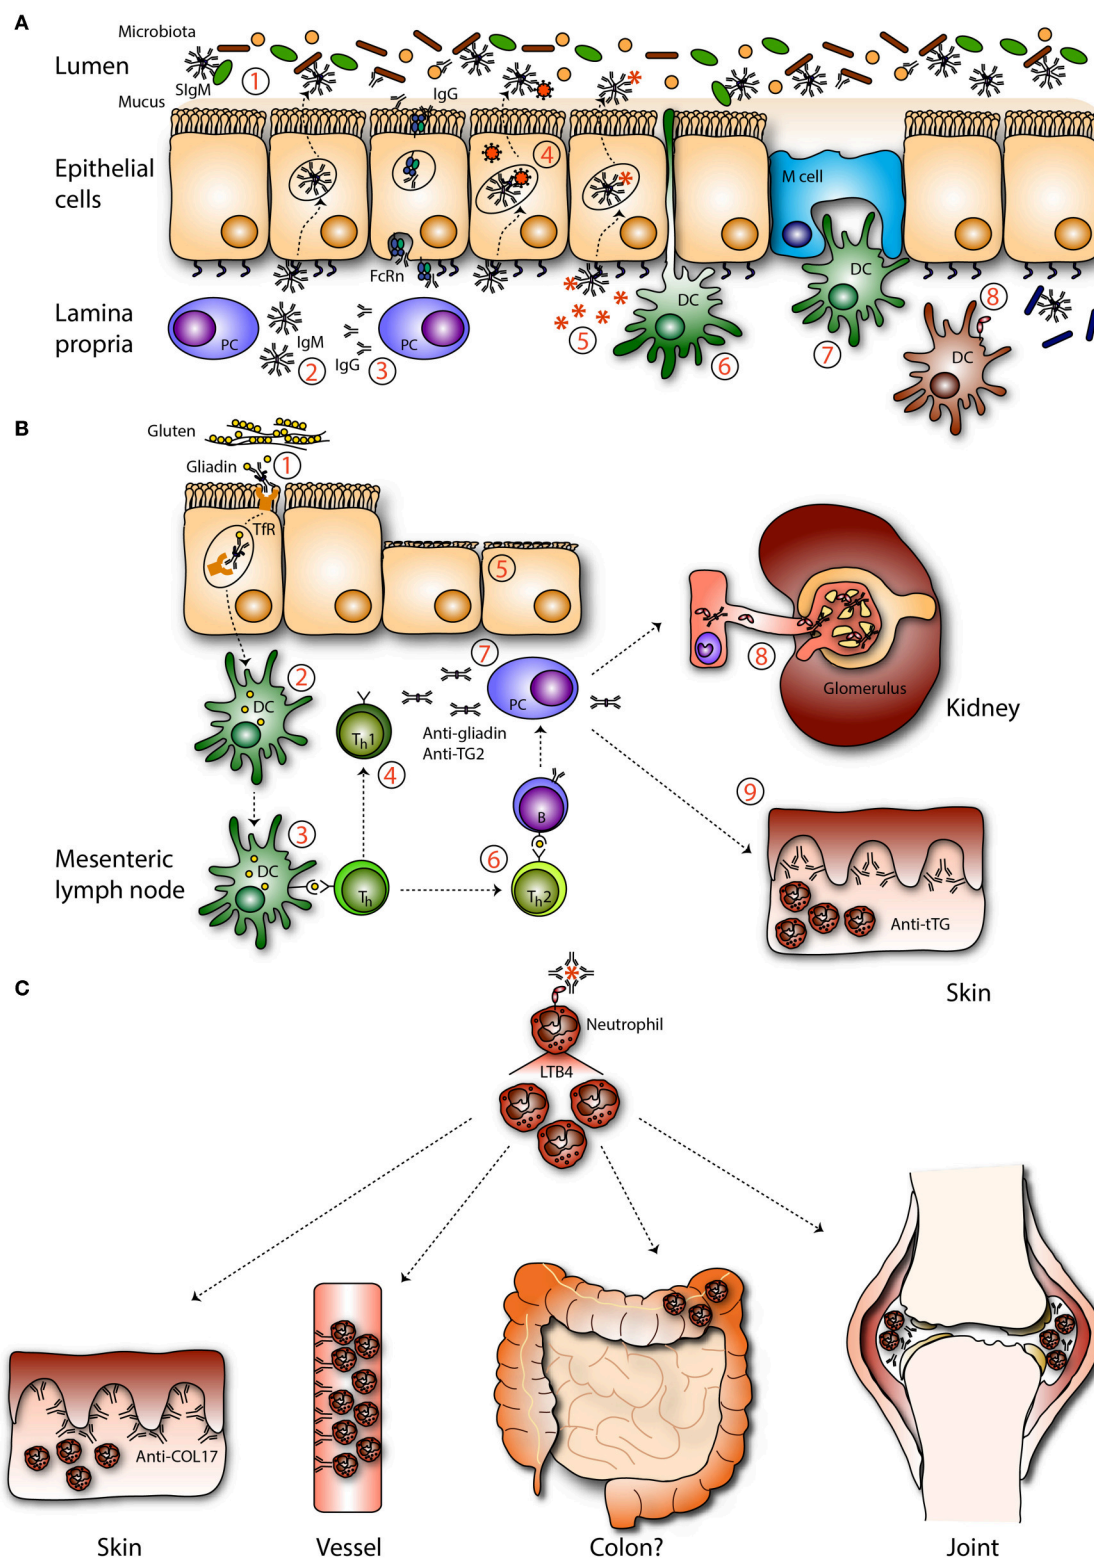 A
Microbiota
Lumen
1
SIgM
Mucus
IgG
4
Epithelial
cells
M cell
DC
FcRn
DC
8
Lamina
propria
PC
IgM
2
IgG
3
PC
5
6
7
DC
B
Gluten
Gliadin
1
TfR
5
2
DC
7
PC
8
Glomerulus
Kidney
Th1
Anti-gliadin
Anti-TG2
4
9
B
3
DC
6
Mesenteric
lymph node
Th
Th2
Anti-tTG
Skin
C
Neutrophil
LTB4
Anti-COL17
Skin
Vessel
Colon?
Joint